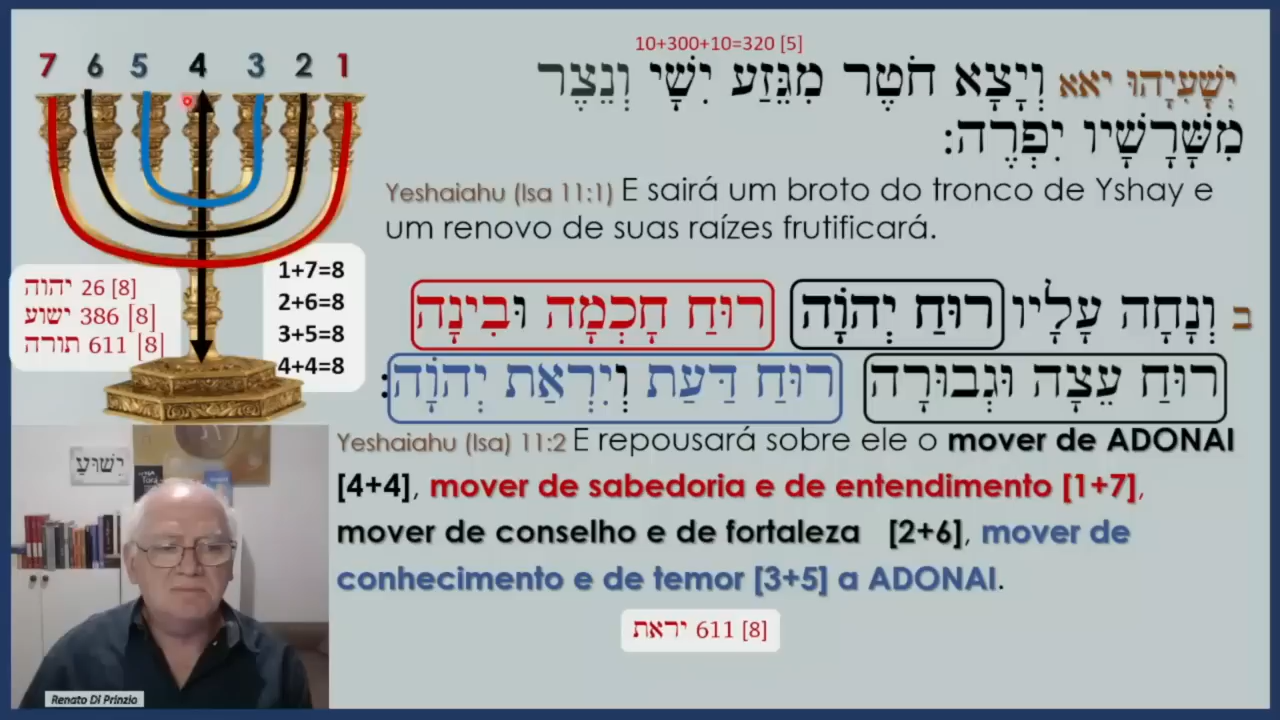 7 6 5 4 3 2 1
10+300+10=320 [5]
יְשָׁעִיָהוּ יאא וְיָצָא חֹטֶר מִגֵּזַע יִשָׁי וְנֵצֶר
מִשָּׁרָשָׁיו יִפְרֶה:
Yeshaiahu (Isa 11:1) E sairá um broto do tronco de Yshay e
um renovo de suas raízes frutificará.
יהוה 26 [8]
ישוע 386 [8]
תורה 611 [8]
1+7=8
2+6=8
3+5=8
4+4=8
ב וְנָחָה עָלָיו רוּחַ יְהֹוָה רוּחַ חָכְמָה וּבִינָה
רוּחַ עֵצָה וּגְבוּרָה רוּחַ דַּעַת וְיִרְאַת יְהֹוָה:
Yeshaiahu (Isa) 11:2 E repousará sobre ele o mover de ADONAI
[4+4], mover de sabedoria e de entendimento [1+7],
mover de conselho e de fortaleza [2+6], mover de
conhecimento e de temor [3+5] a ADONAI.
יראת 611 [8]
יֵשׁוּעַ
Renato Di Prinzio